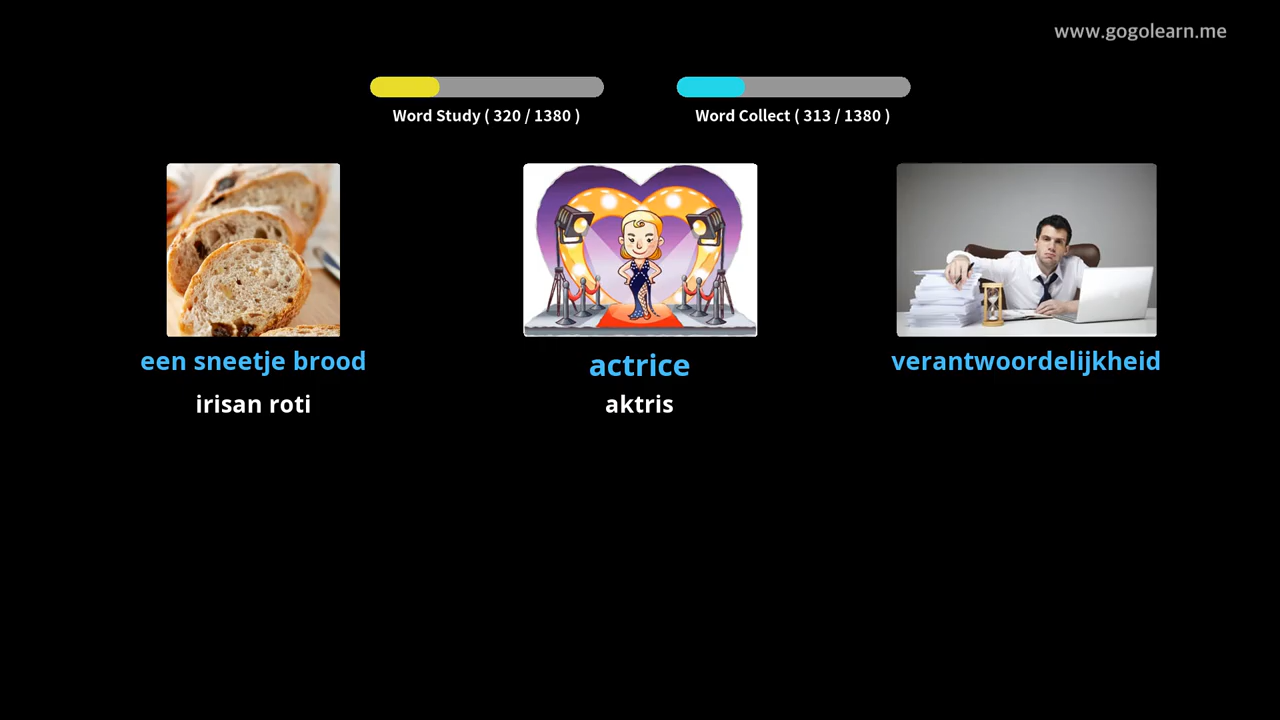 www.gogolearn.me
Word Study ( 320 / 1380 )
Word Collect ( 313 / 1380 )
een sneetje brood
actrice
verantwoordelijkheid
irisan roti
aktris